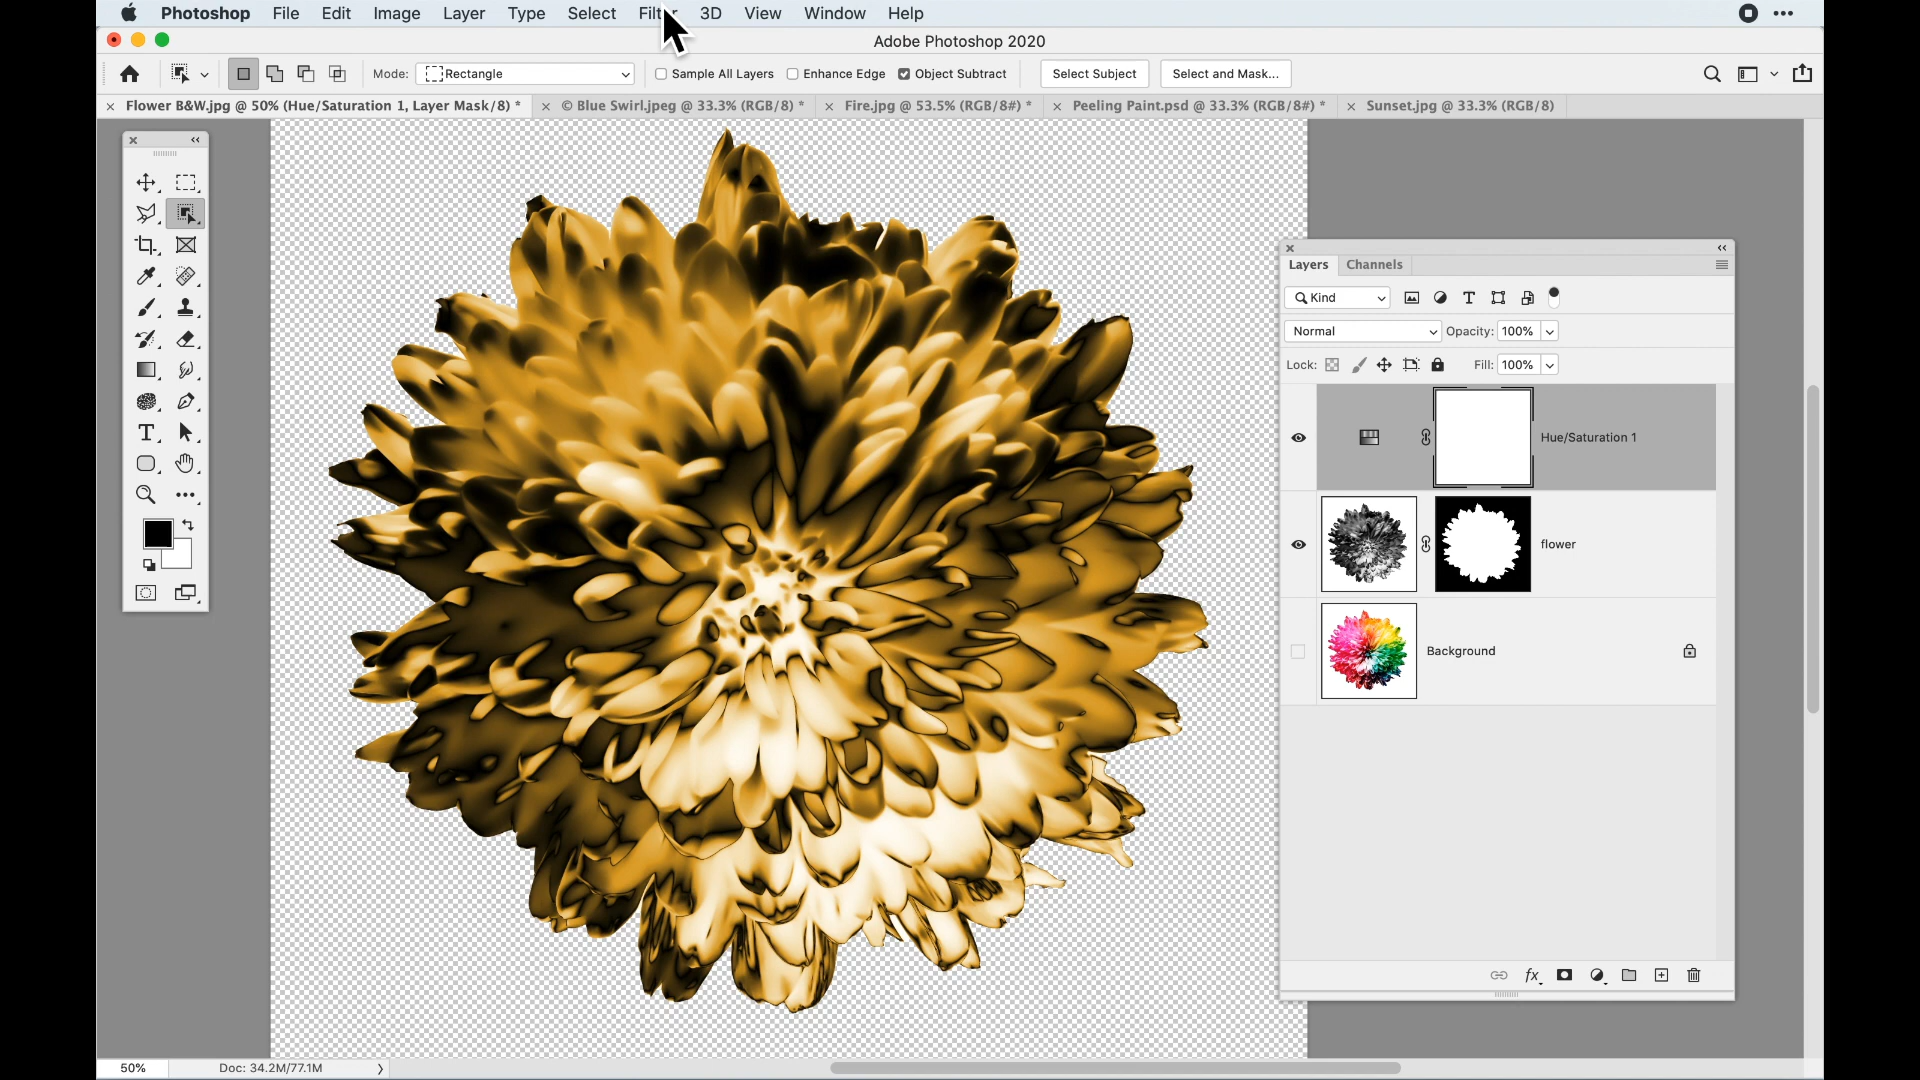 Photoshop File Edit Image Layer Type Select Filter 3D View Window Help
Adobe Photoshop 2020
Mode: Rectangle Sample All Layers Enhance Edge Object Subtract Select Subject Select and Mask...
Flower B&W.jpg @ 50% (Hue/Saturation 1, Layer Mask/8) * © Blue Swirl.jpeg @ 33.3% (RGB/8) * Fire.jpg @ 53.5% (RGB/8#) * Peeling Paint.psd @ 33.3% (RGB/8#) * Sunset.jpg @ 33.3% (RGB/8)
Layers Channels
Kind
Normal Opacity: 100%
Lock: Fill: 100%
Hue/Saturation 1
flower
Background
fx
50% Doc: 34.2M/77.1M